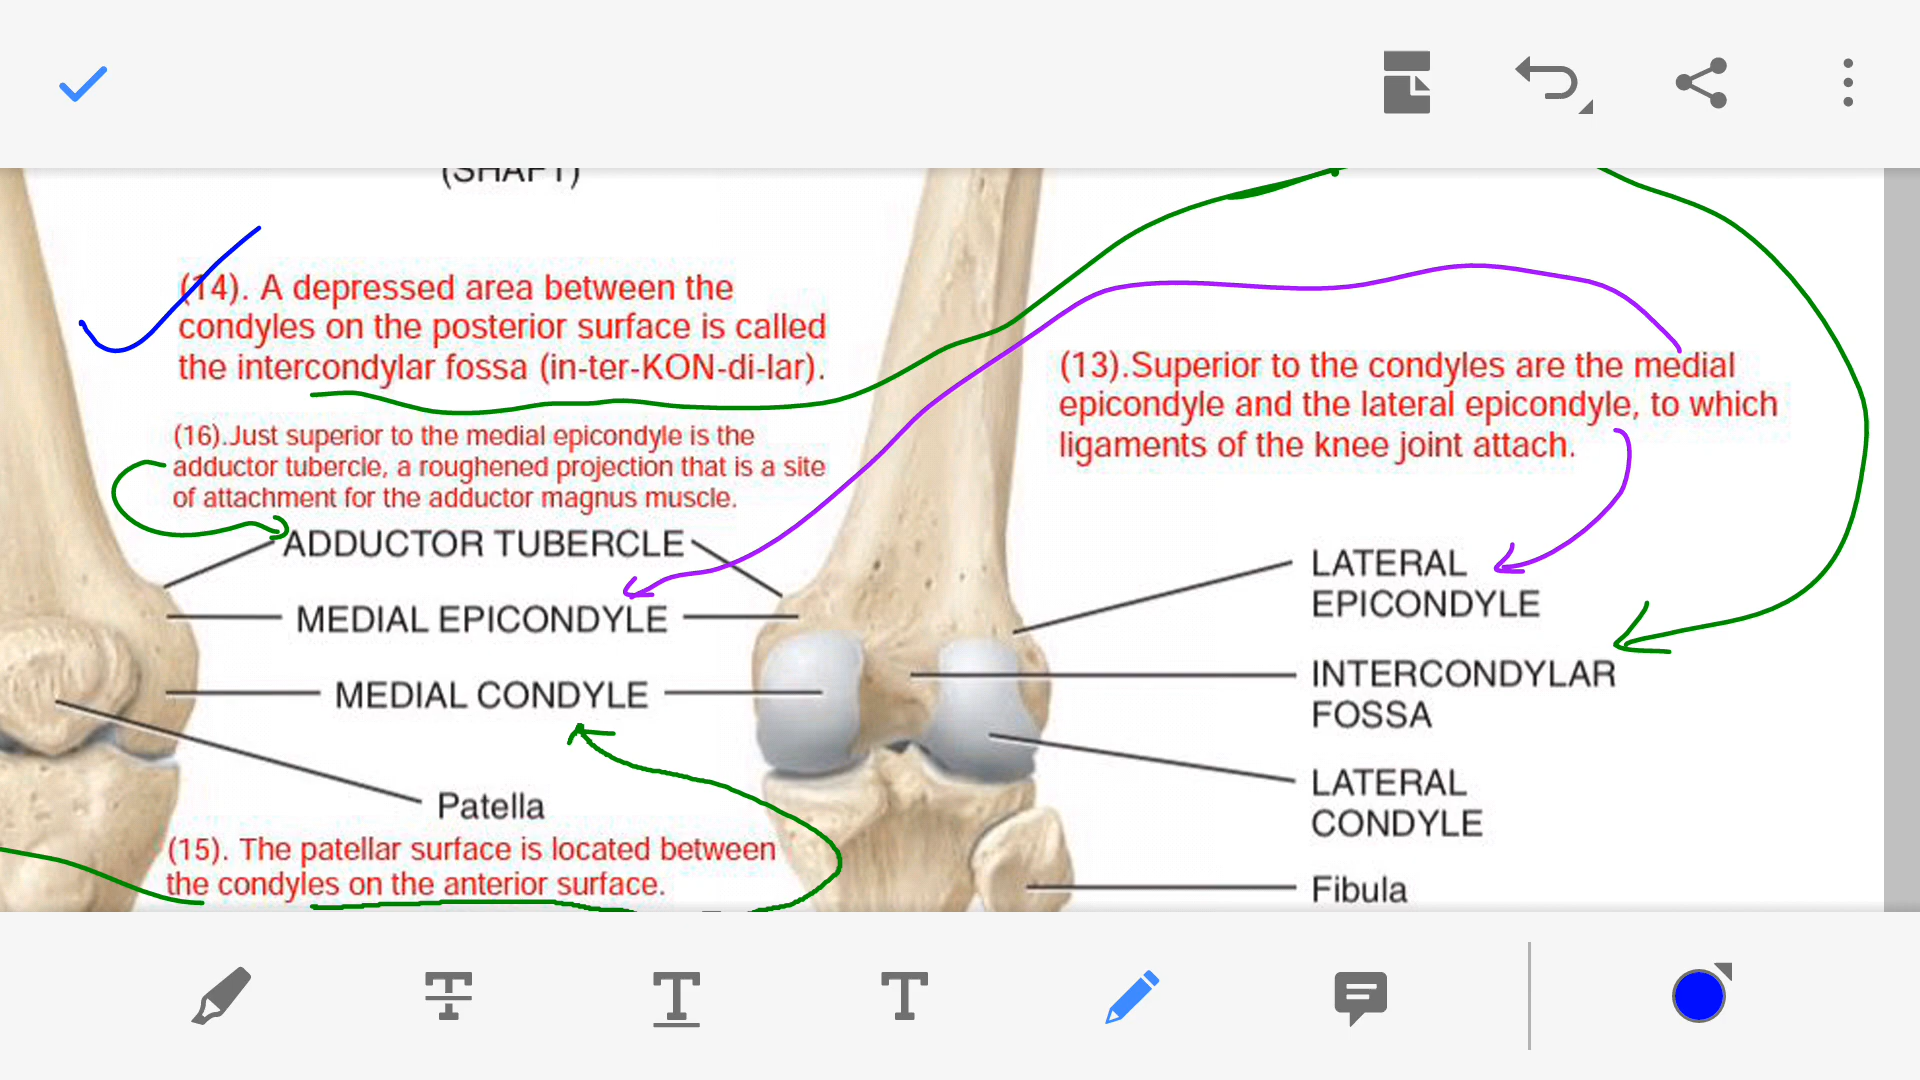 (SHAFT)
(14). A depressed area between the
condyles on the posterior surface is called
the intercondylar fossa (in-ter-KON-di-lar).
(13).Superior to the condyles are the medial
epicondyle and the lateral epicondyle, to which
ligaments of the knee joint attach.
(16).Just superior to the medial epicondyle is the
adductor tubercle, a roughened projection that is a site
of attachment for the adductor magnus muscle.
ADDUCTOR TUBERCLE
MEDIAL EPICONDYLE
MEDIAL CONDYLE
Patella
(15). The patellar surface is located between
the condyles on the anterior surface.
LATERAL
EPICONDYLE
INTERCONDYLAR
FOSSA
LATERAL
CONDYLE
Fibula